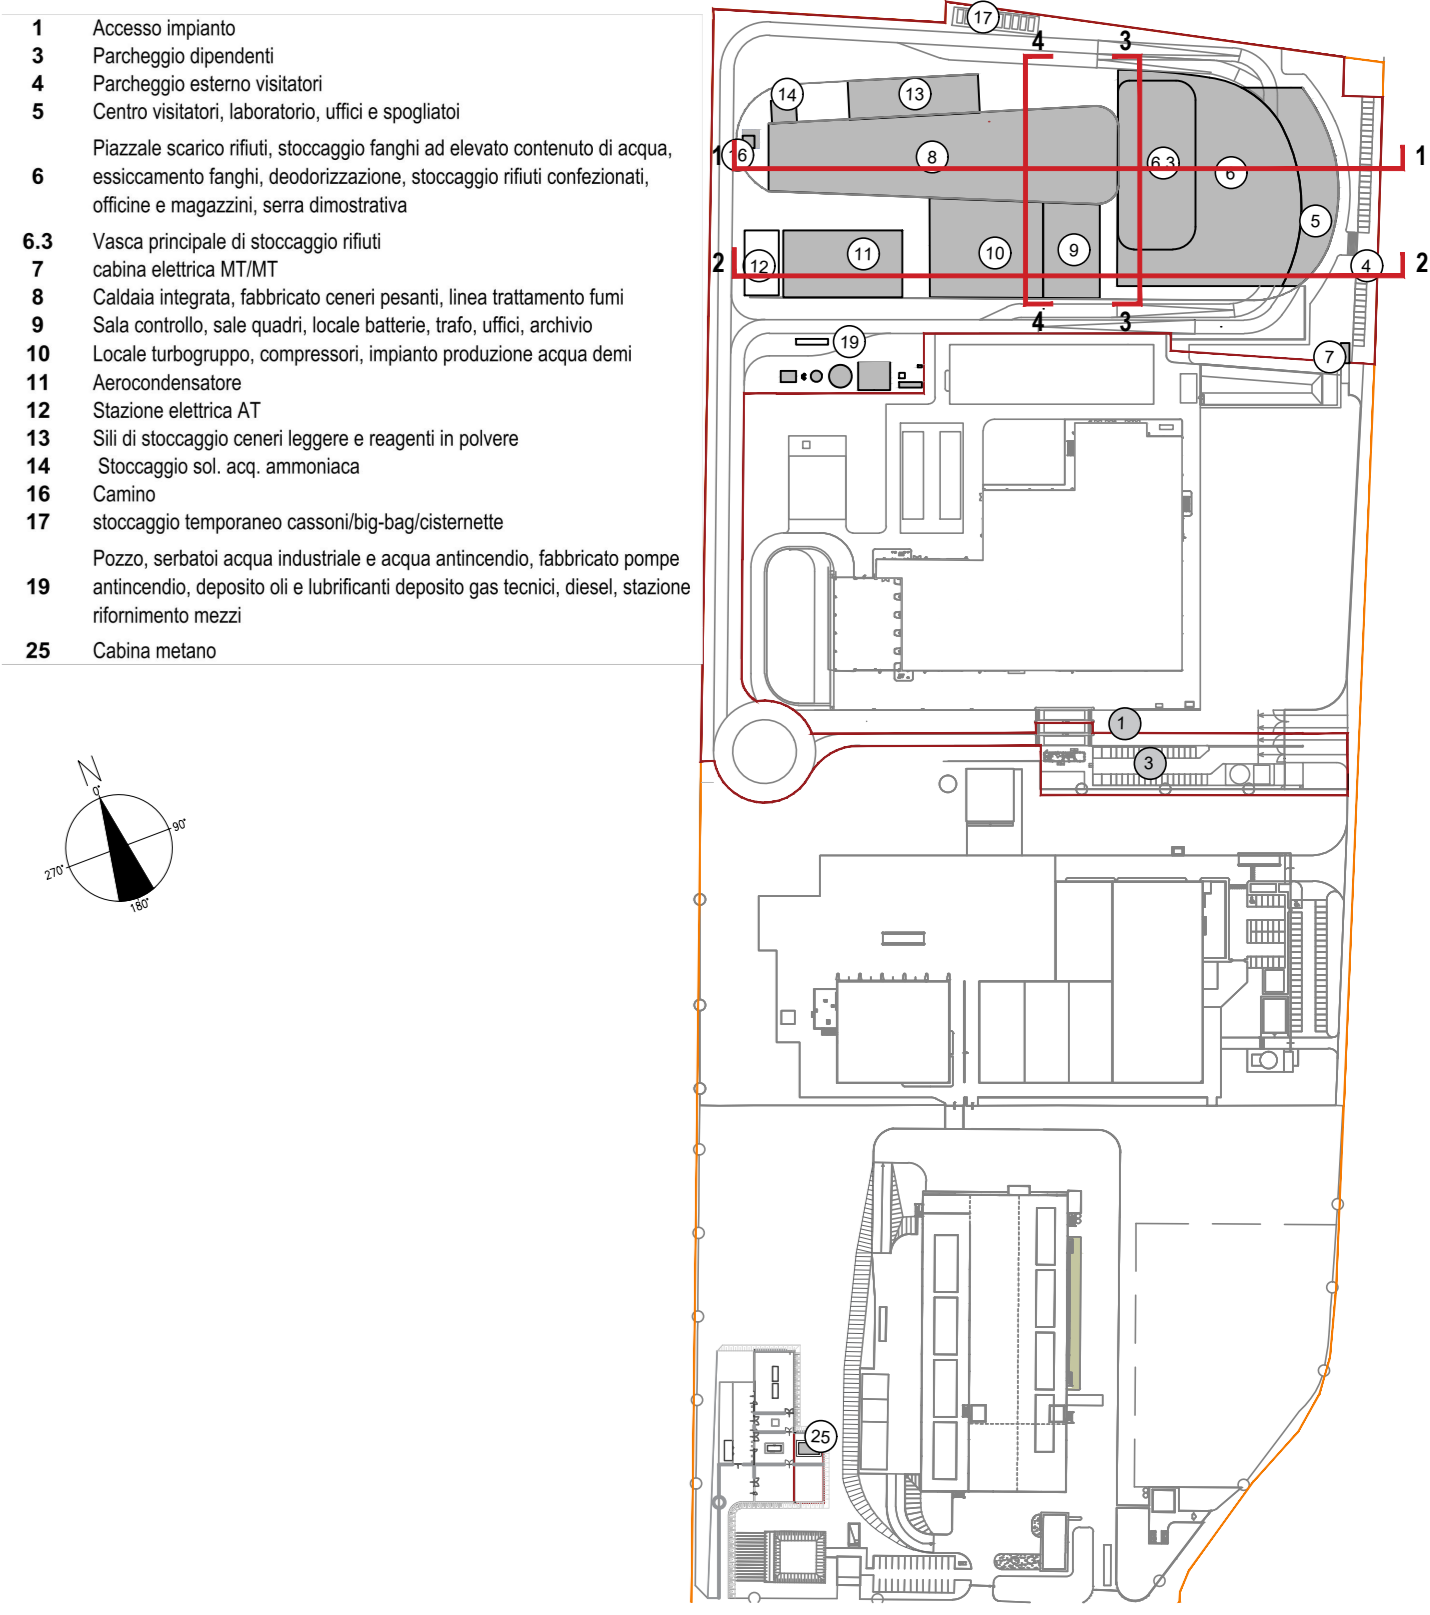 1 Accesso impianto
3 Parcheggio dipendenti
4 Parcheggio esterno visitatori
5 Centro visitatori, laboratorio, uffici e spogliatoi
Piazzale scarico rifiuti, stoccaggio fanghi ad elevato contenuto di acqua,
6 essiccamento fanghi, deodorizzazione, stoccaggio rifiuti confezionati,
officine e magazzini, serra dimostrativa
6.3 Vasca principale di stoccaggio rifiuti
7 cabina elettrica MT/MT
8 Caldaia integrata, fabbricato ceneri pesanti, linea trattamento fumi
9 Sala controllo, sale quadri, locale batterie, trafo, uffici, archivio
10 Locale turbogruppo, compressori, impianto produzione acqua demi
11 Aerocondensatore
12 Stazione elettrica AT
13 Sili di stoccaggio ceneri leggere e reagenti in polvere
14 Stoccaggio sol. acq. ammoniaca
16 Camino
17 stoccaggio temporaneo cassoni/big-bag/cisternette
Pozzo, serbatoi acqua industriale e acqua antincendio, fabbricato pompe
19 antincendio, deposito oli e lubrificanti deposito gas tecnici, diesel, stazione
rifornimento mezzi
25 Cabina metano
17
4 3
14 13
1 16 8 6.3 6 1
5
2 12 11 10 9 4 2
4 3
19 7
1
3
N
0°
90°
270°
180°
25